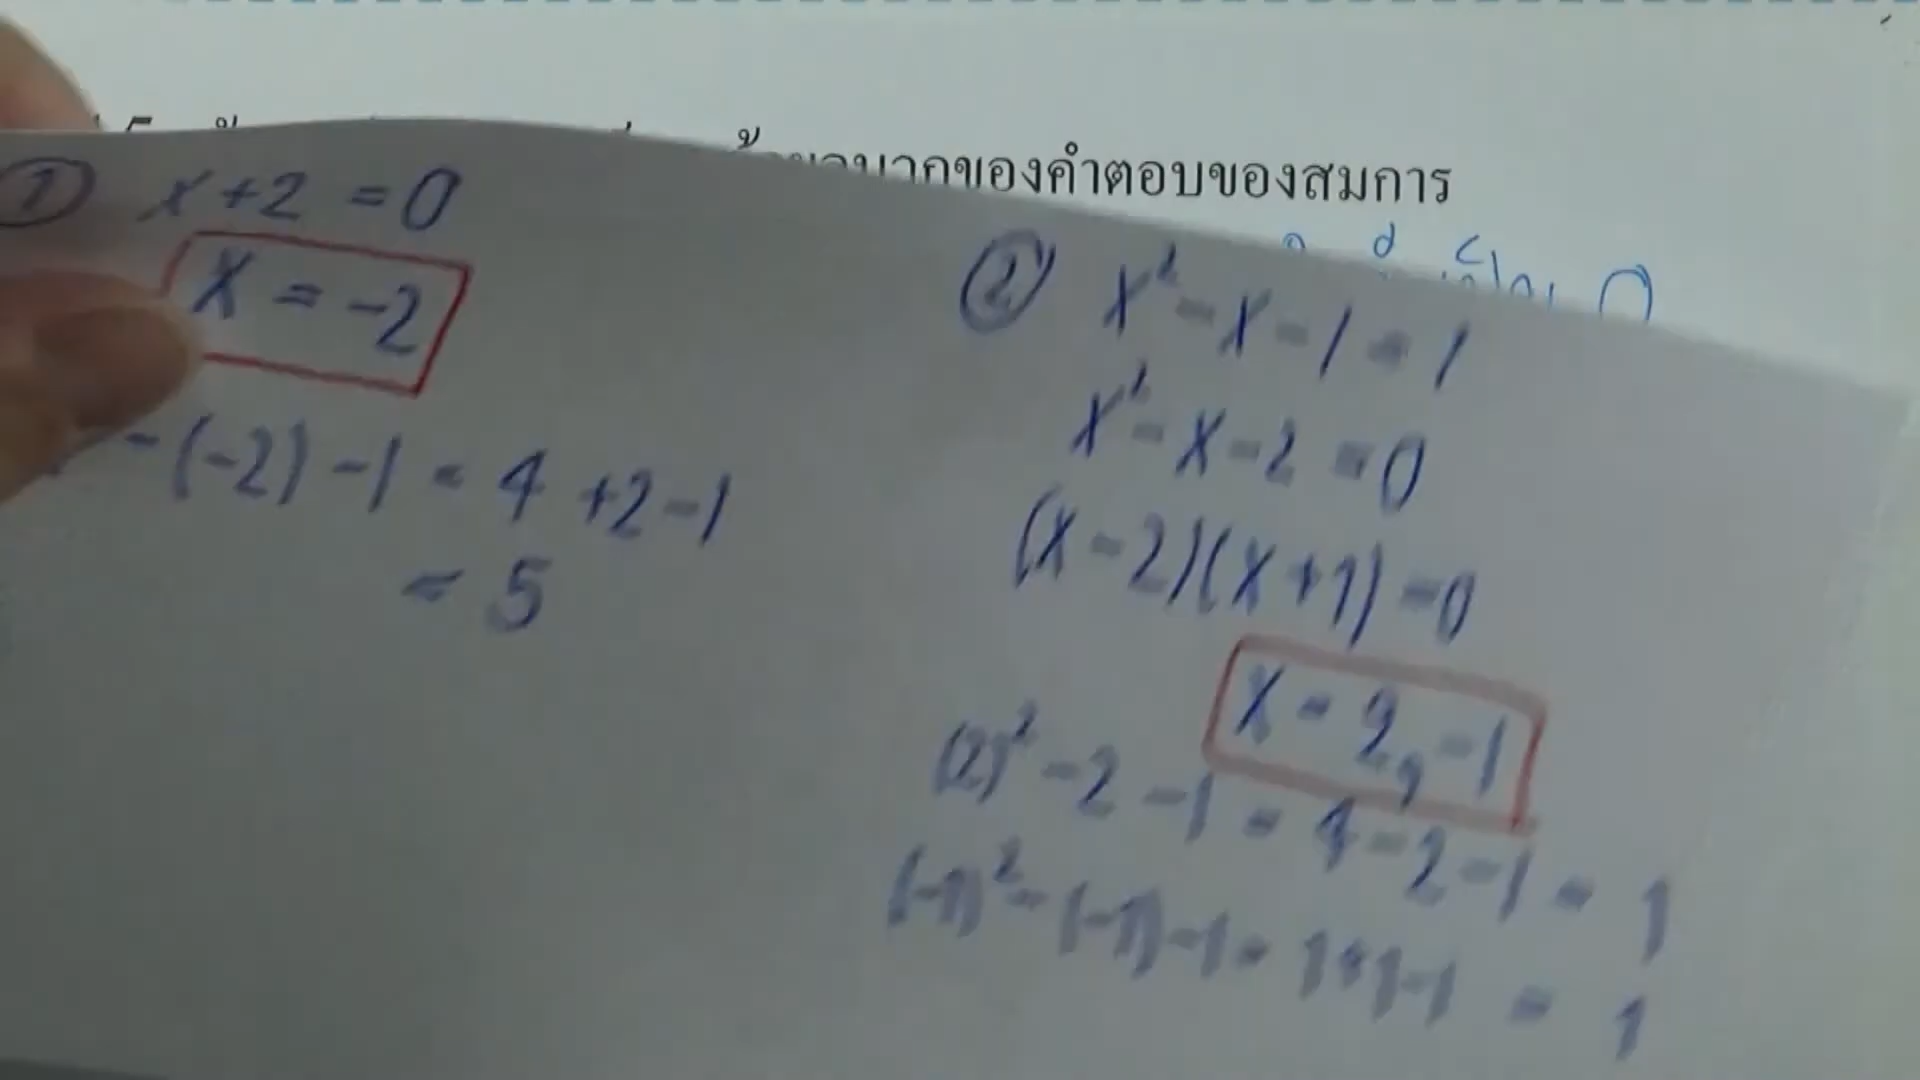 ของคำตอบของสมการ
① x + 2 = 0
x = -2
- (-2) - 1 = 4 + 2 - 1
= 5
② x² - x - 1 = 1
x² - x - 2 = 0
(x - 2)(x + 1) = 0
x = 2, -1
(2)² - 2 - 1 = 4 - 2 - 1 = 1
(-1)² - (-1) - 1 = 1 + 1 - 1 = 1